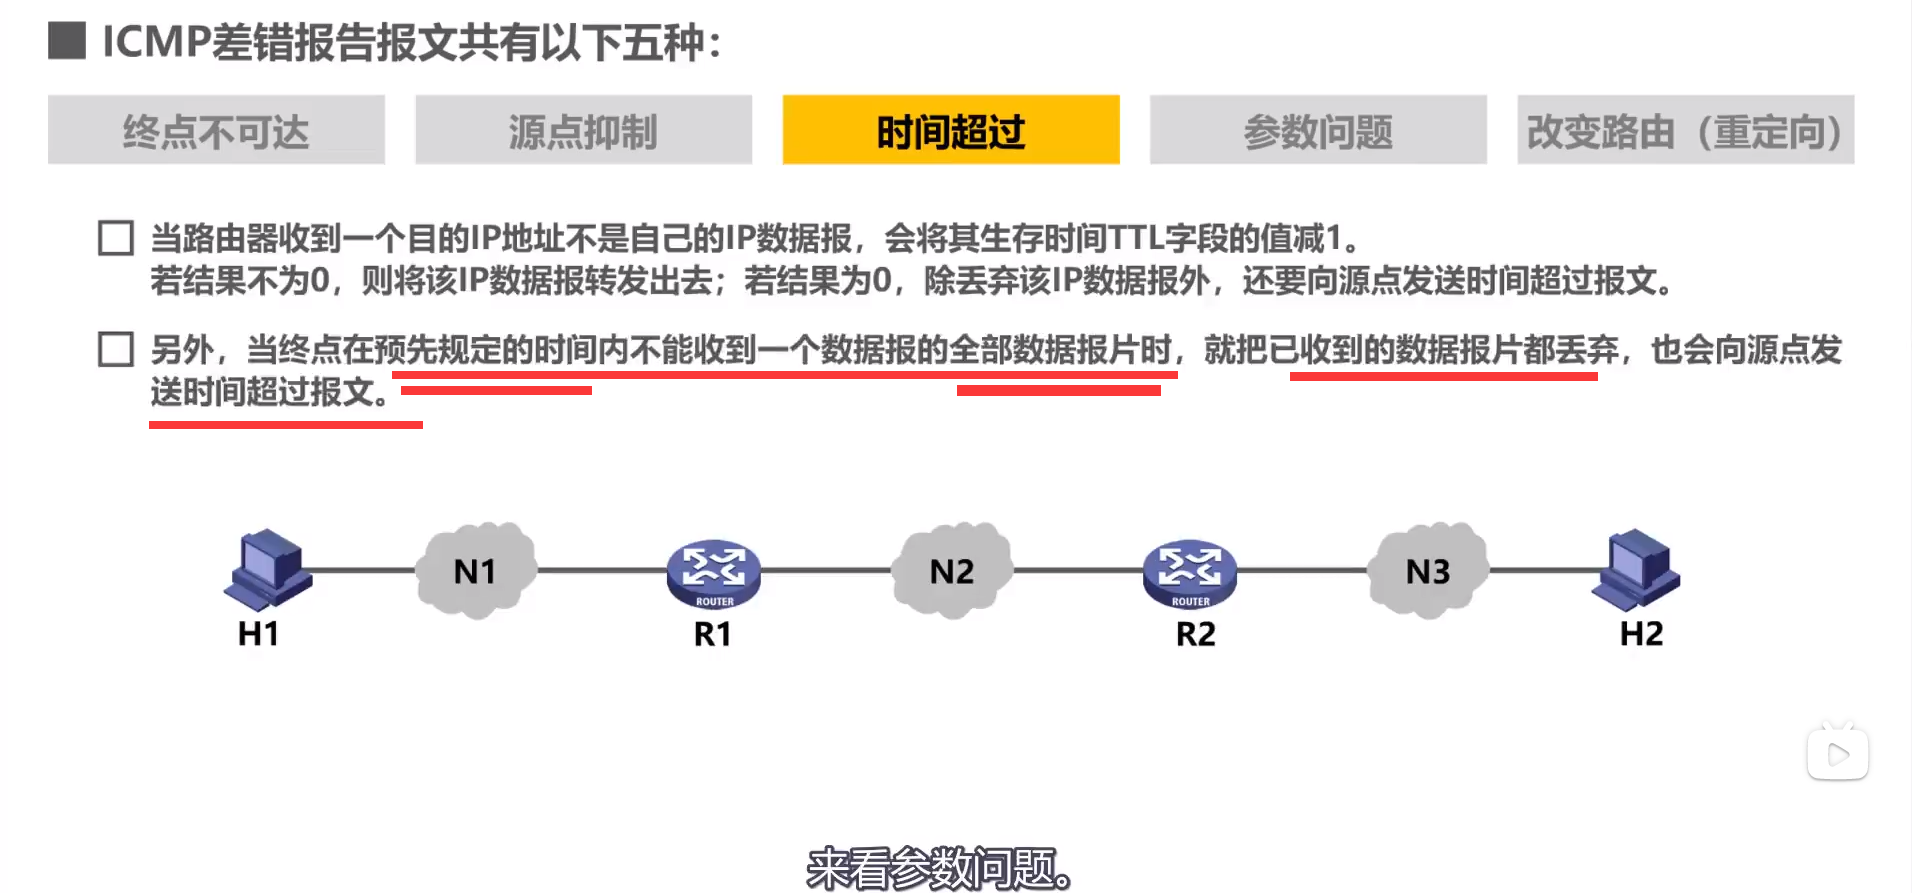 ICMP差错报告报文共有以下五种：
终点不可达
源点抑制
时间超过
参数问题
改变路由（重定向）
当路由器收到一个目的IP地址不是自己的IP数据报，会将其生存时间TTL字段的值减1。
若结果不为0，则将该IP数据报转发出去；若结果为0，除丢弃该IP数据报外，还要向源点发送时间超过报文。
另外，当终点在预先规定的时间内不能收到一个数据报的全部数据报片时，就把已收到的数据报片都丢弃，也会向源点发
送时间超过报文。
N1
ROUTER
N2
ROUTER
N3
H1
R1
R2
H2
来看参数问题。